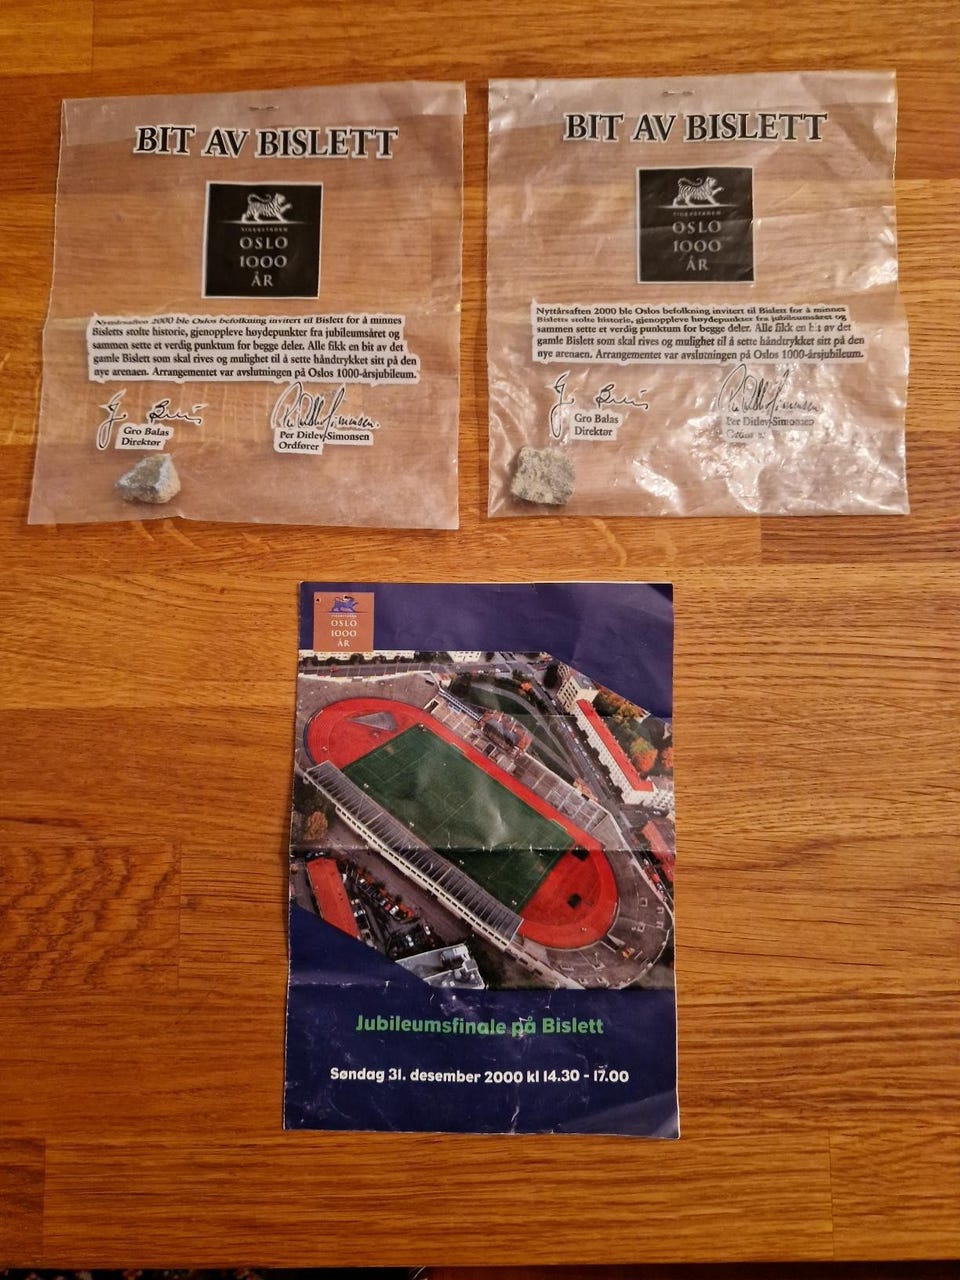 BIT AV BISLETT
TIGERSTADEN
OSLO
1000
ÅR
Nyttårsaften 2000 ble Oslos befolkning invitert til Bislett for å minnes
Bisletts stolte historie, gjenoppleve høydepunkter fra jubileumsåret og
sammen sette et verdig punktum for begge deler. Alle fikk en bit av det
gamle Bislett som skal rives og mulighet til å sette håndtrykket sitt på den
nye arenaen. Arrangementet var avslutningen på Oslos 1000-årsjubileum.
Gro Balas
Direktør
Per Ditlev-Simonsen
Ordfører
BIT AV BISLETT
TIGERSTADEN
OSLO
1000
ÅR
Nyttårsaften 2000 ble Oslos befolkning invitert til Bislett for å minnes
Bisletts stolte historie, gjenoppleve høydepunkter fra jubileumsåret og
sammen sette et verdig punktum for begge deler. Alle fikk en bit av det
gamle Bislett som skal rives og mulighet til å sette håndtrykket sitt på den
nye arenaen. Arrangementet var avslutningen på Oslos 1000-årsjubileum.
Gro Balas
Direktør
Per Ditlev-Simonsen
TIGERSTADEN
OSLO
1000
ÅR
Jubileumsfinale på Bislett
Søndag 31. desember 2000 kl 14.30 - 17.00